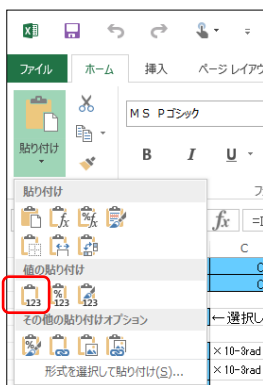 ファイル ホーム 挿入 ページ レイアウ
MS Pゴシック
貼り付け
B I U
貼り付け
fx %fx
fx =I
C
値の貼り付け
123 % 123 123
その他の貼り付けオプション
←選択し
%
×10-3rad
形式を選択して貼り付け(S)...
×10-3rad